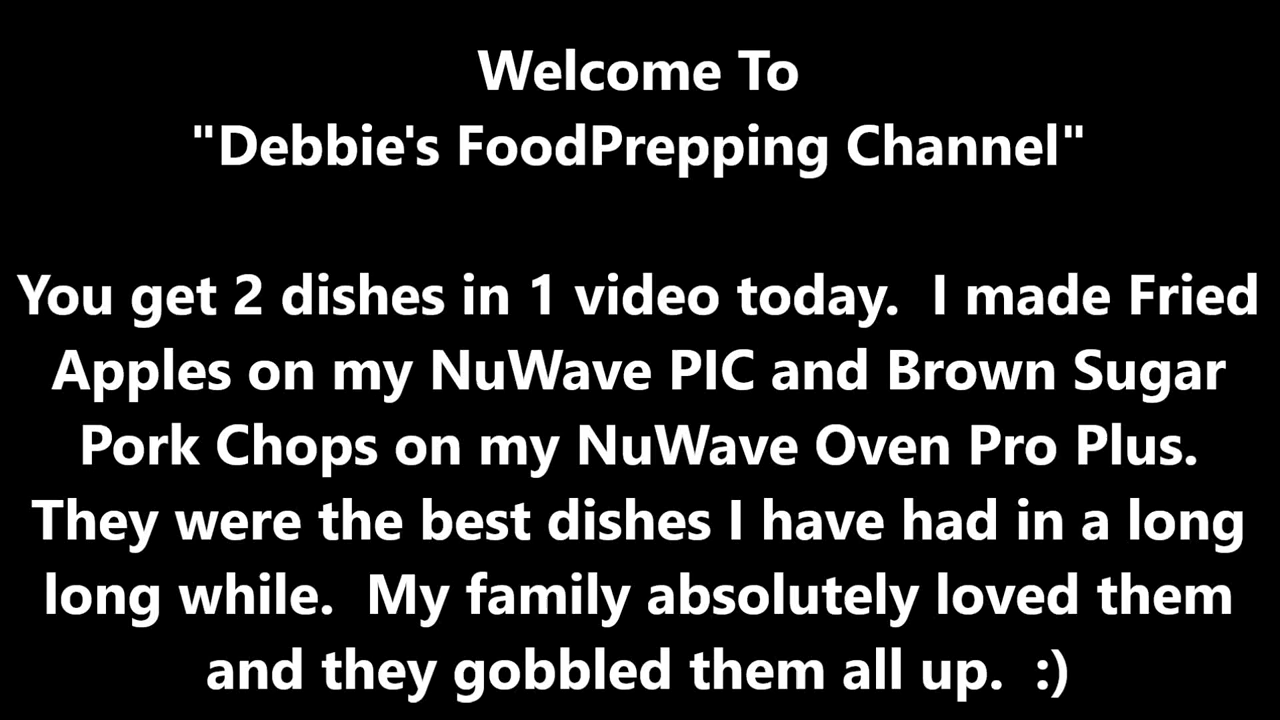 Welcome To
"Debbie's FoodPrepping Channel"
You get 2 dishes in 1 video today.  I made Fried
Apples on my NuWave PIC and Brown Sugar
Pork Chops on my NuWave Oven Pro Plus.
They were the best dishes I have had in a long
long while.  My family absolutely loved them
and they gobbled them all up.  :)